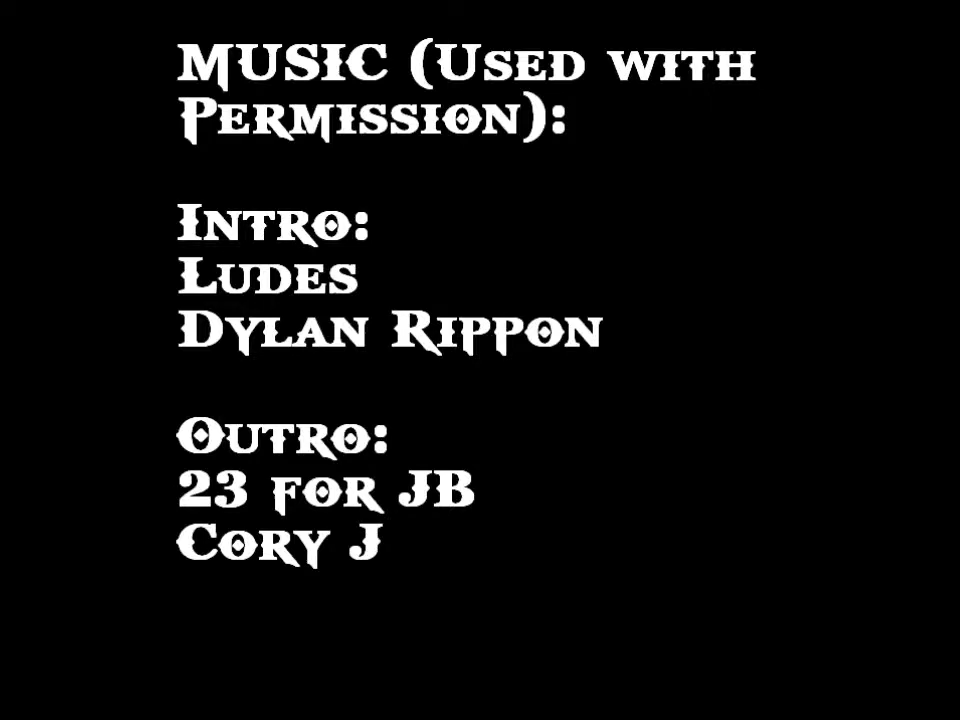 MUSIC (Used with
Permission):
Intro:
Ludes
Dylan Rippon
Outro:
23 for JB
Cory J